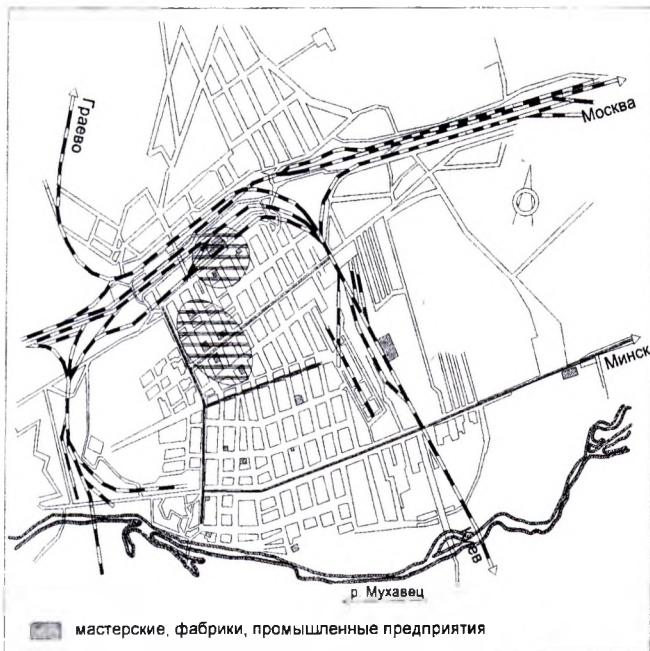 Граево
Москва
Минск
р. Мухавец
мастерские, фабрики, промышленные предприятия